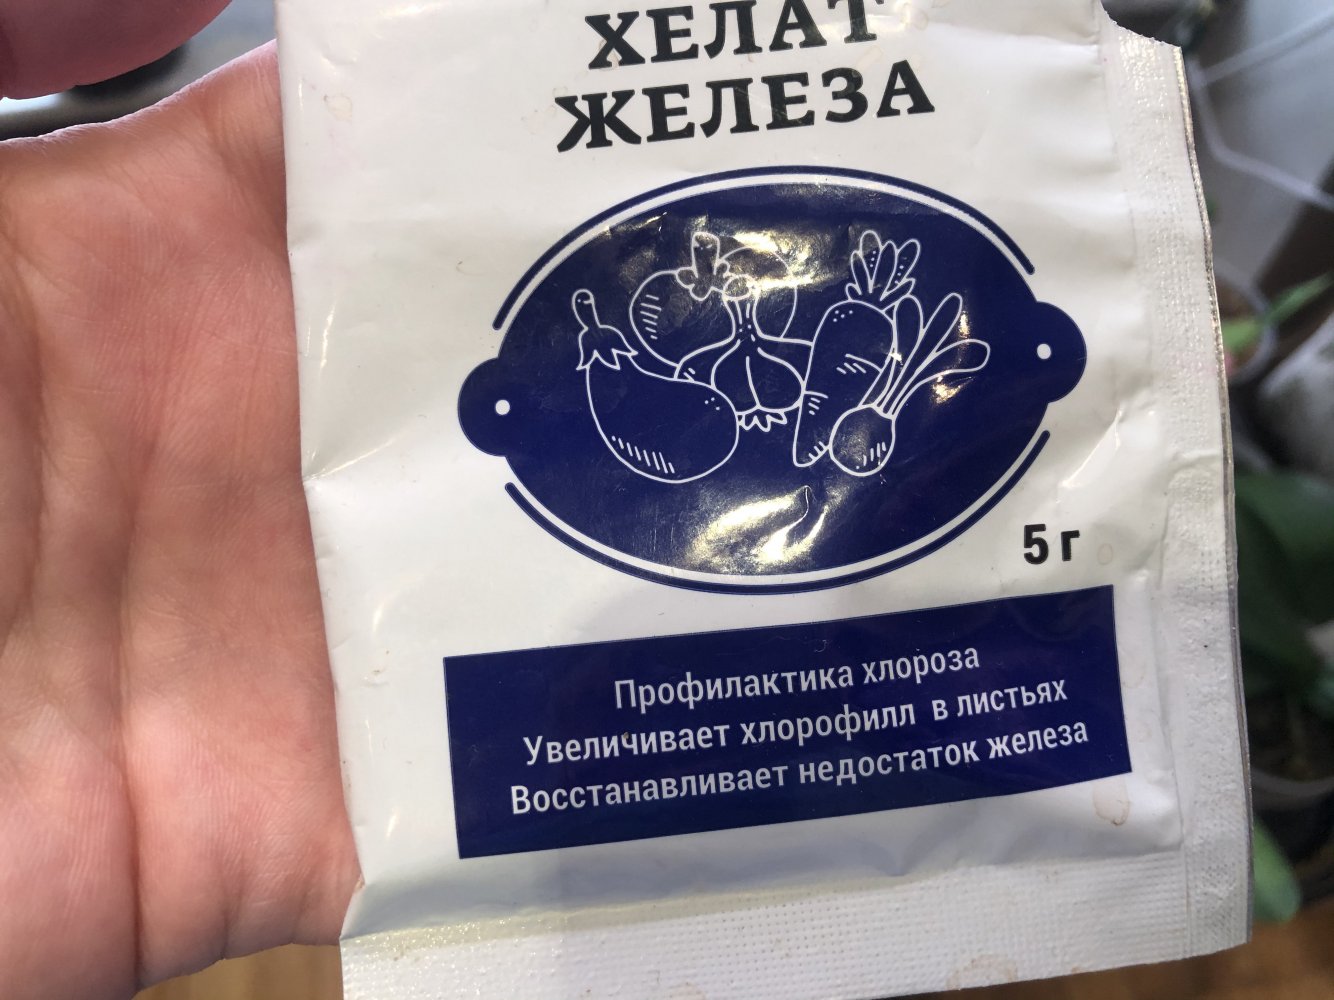 ХЕЛАТ
ЖЕЛЕЗА
5 г
Профилактика хлороза
Увеличивает хлорофилл в листьях
Восстанавливает недостаток железа